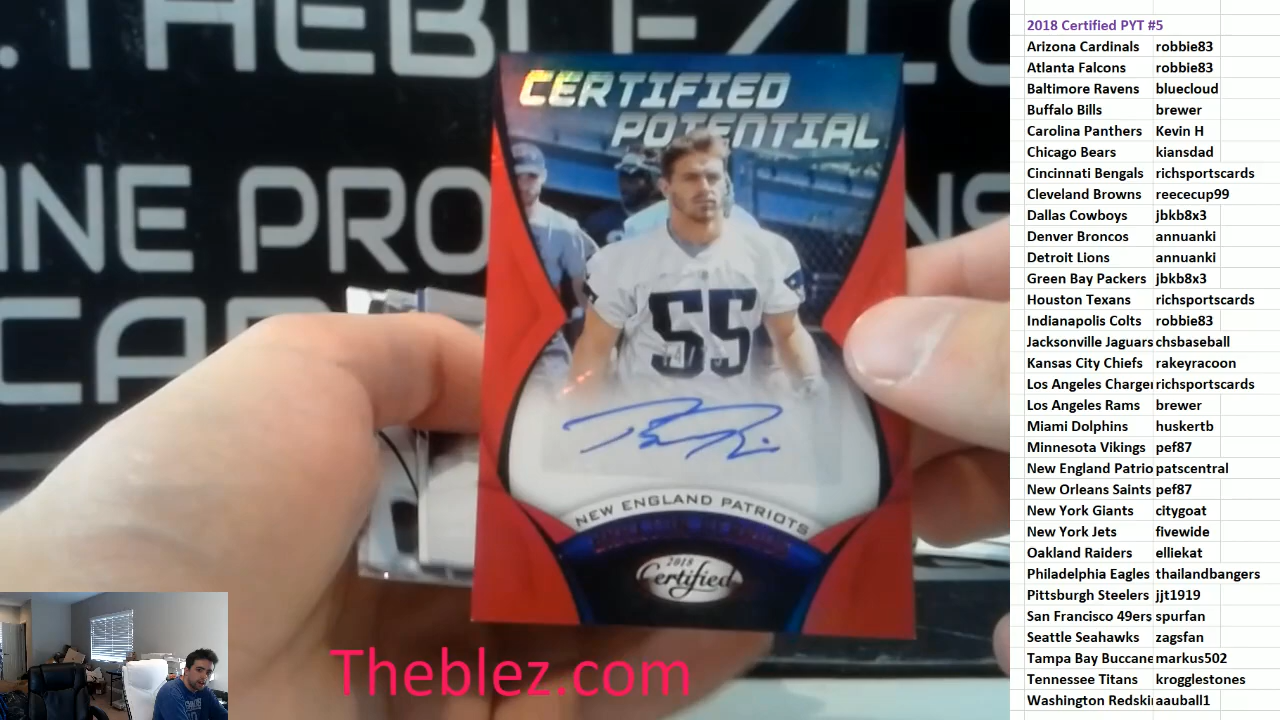 .THEBLEZ.CO
INE PRO
NS
CAR
CERTIFIED
POTENTIAL
55
NEW ENGLAND PATRIOTS
2018
Certified
Theblez.com
2018 Certified PYT #5
Arizona Cardinals robbie83
Atlanta Falcons robbie83
Baltimore Ravens bluecloud
Buffalo Bills brewer
Carolina Panthers Kevin H
Chicago Bears kiansdad
Cincinnati Bengals richsportscards
Cleveland Browns reececup99
Dallas Cowboys jbkb8x3
Denver Broncos annuanki
Detroit Lions annuanki
Green Bay Packers jbkb8x3
Houston Texans richsportscards
Indianapolis Colts robbie83
Jacksonville Jaguars chsbaseball
Kansas City Chiefs rakeyracoon
Los Angeles Charger richsportscards
Los Angeles Rams brewer
Miami Dolphins huskertb
Minnesota Vikings pef87
New England Patrio patscentral
New Orleans Saints pef87
New York Giants citygoat
New York Jets fivewide
Oakland Raiders elliekat
Philadelphia Eagles thailandbangers
Pittsburgh Steelers jjt1919
San Francisco 49ers spurfan
Seattle Seahawks zagsfan
Tampa Bay Buccane markus502
Tennessee Titans krogglestones
Washington Redski aauball1